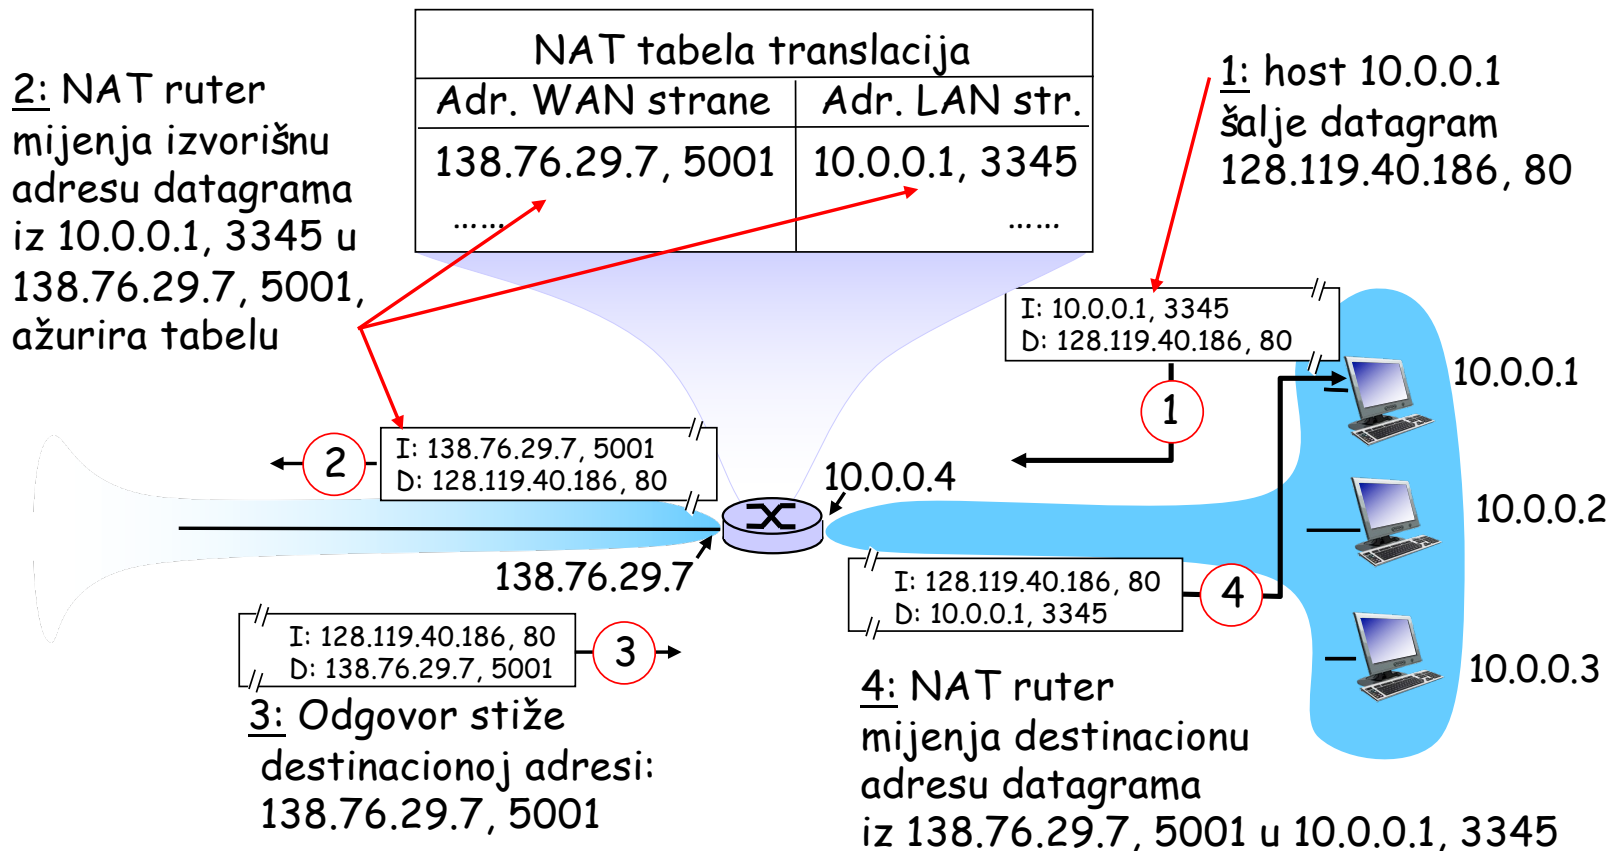 NAT tabela translacija
Adr. WAN strane
Adr. LAN str.
138.76.29.7, 5001
10.0.0.1, 3345
......
......
2: NAT ruter
mijenja izvorišnu
adresu datagrama
iz 10.0.0.1, 3345 u
138.76.29.7, 5001,
ažurira tabelu
1: host 10.0.0.1
šalje datagram
128.119.40.186, 80
I: 10.0.0.1, 3345
D: 128.119.40.186, 80
1
10.0.0.1
I: 138.76.29.7, 5001
D: 128.119.40.186, 80
2
10.0.0.4
10.0.0.2
138.76.29.7
I: 128.119.40.186, 80
D: 10.0.0.1, 3345
4
I: 128.119.40.186, 80
D: 138.76.29.7, 5001
3
10.0.0.3
3: Odgovor stiže
destinacionoj adresi:
138.76.29.7, 5001
4: NAT ruter
mijenja destinacionu
adresu datagrama
iz 138.76.29.7, 5001 u 10.0.0.1, 3345